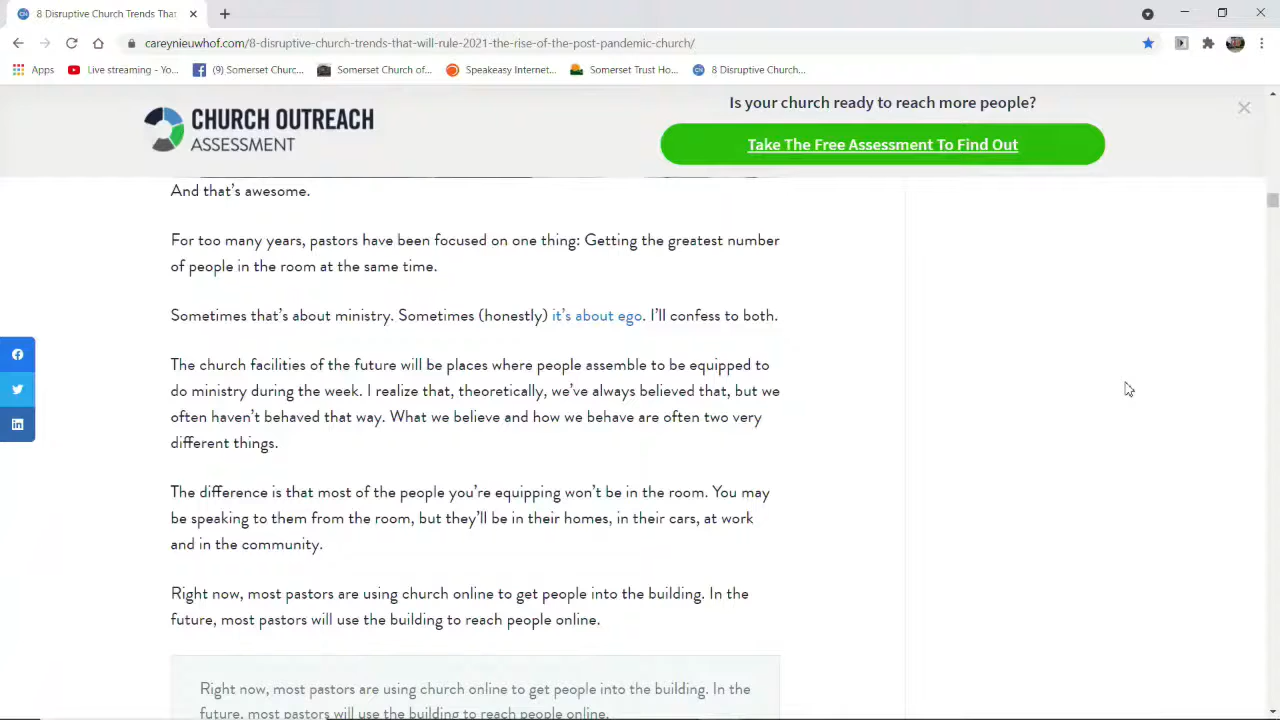 8 Disruptive Church Trends That
careynieuwhof.com/8-disruptive-church-trends-that-will-rule-2021-the-rise-of-the-post-pandemic-church/
Apps
Live streaming - Yo...
(9) Somerset Churc...
Somerset Church of...
Speakeasy Internet...
Somerset Trust Ho...
8 Disruptive Church...
CHURCH OUTREACH
ASSESSMENT
Is your church ready to reach more people?
Take The Free Assessment To Find Out
And that's awesome.
For too many years, pastors have been focused on one thing: Getting the greatest number
of people in the room at the same time.
Sometimes that's about ministry. Sometimes (honestly) it's about ego. I'll confess to both.
The church facilities of the future will be places where people assemble to be equipped to
do ministry during the week. I realize that, theoretically, we've always believed that, but we
often haven't behaved that way. What we believe and how we behave are often two very
different things.
The difference is that most of the people you're equipping won't be in the room. You may
be speaking to them from the room, but they'll be in their homes, in their cars, at work
and in the community.
Right now, most pastors are using church online to get people into the building. In the
future, most pastors will use the building to reach people online.
Right now, most pastors are using church online to get people into the building. In the
future, most pastors will use the building to reach people online.